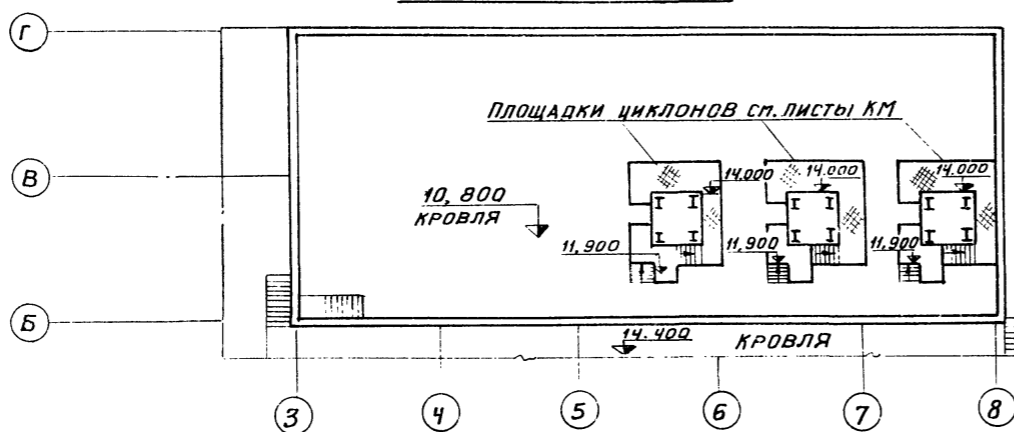 Г
ПЛОЩАДКИ ЦИКЛОНОВ СМ. ЛИСТЫ КМ
В
14.000
14.000
14.000
10,800
КРОВЛЯ
11,900
11,900
11,900
Б
14.400
КРОВЛЯ
3
4
5
6
7
8